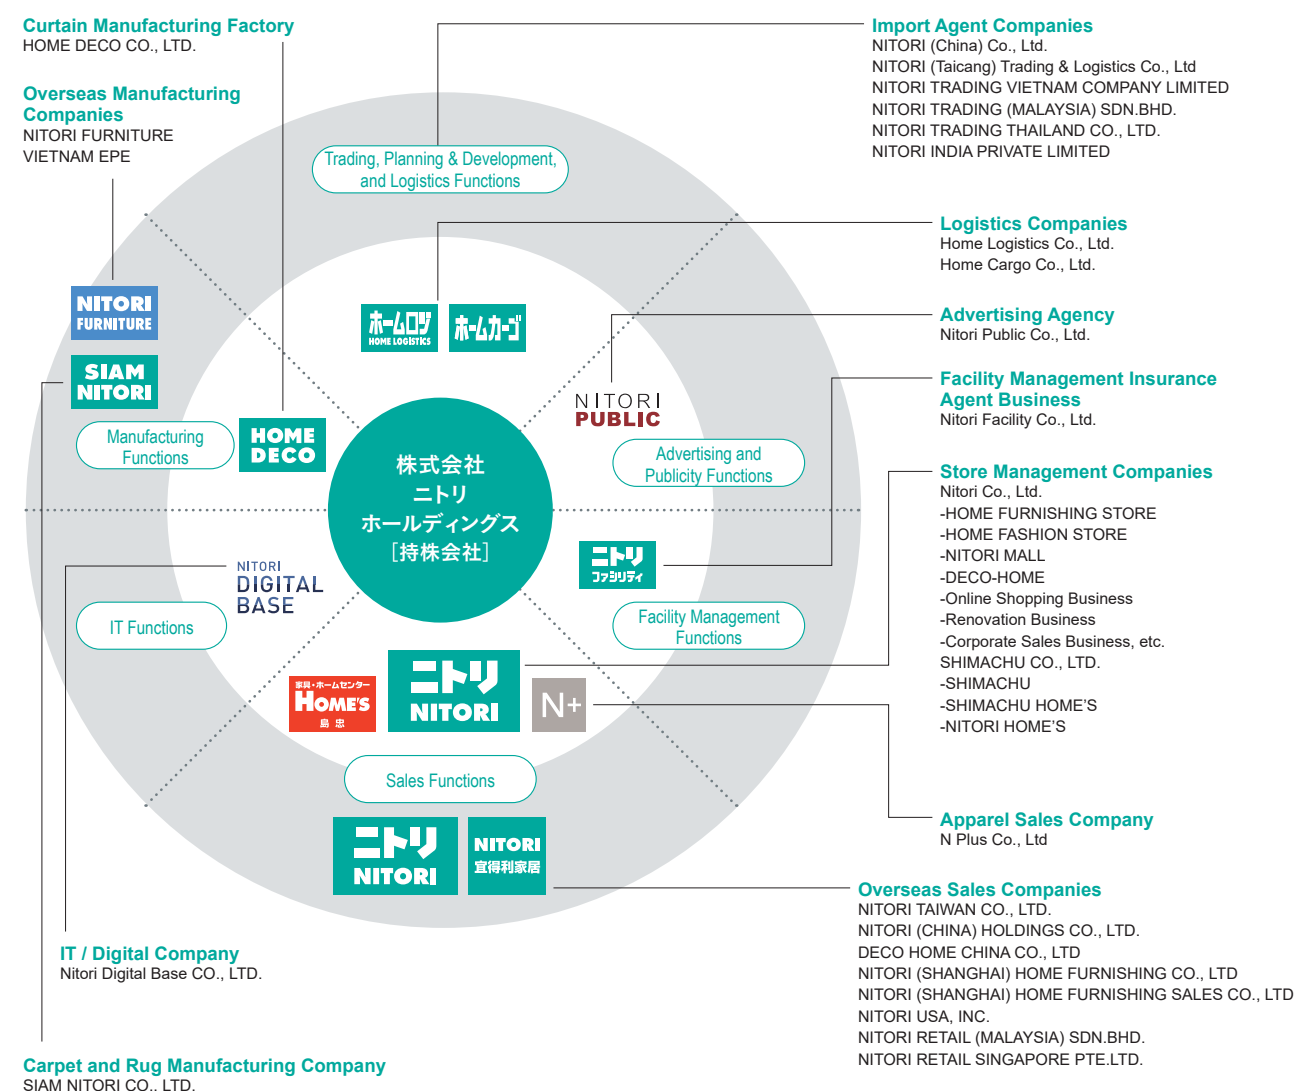 Curtain Manufacturing Factory
HOME DECO CO., LTD.
Overseas Manufacturing
Companies
NITORI FURNITURE
VIETNAM EPE
Import Agent Companies
NITORI (China) Co., Ltd.
NITORI (Taicang) Trading & Logistics Co., Ltd
NITORI TRADING VIETNAM COMPANY LIMITED
NITORI TRADING (MALAYSIA) SDN.BHD.
NITORI TRADING THAILAND CO., LTD.
NITORI INDIA PRIVATE LIMITED
Trading, Planning & Development,
and Logistics Functions
Logistics Companies
Home Logistics Co., Ltd.
Home Cargo Co., Ltd.
NITORI
FURNITURE
ホームロジ
HOME LOGISTICS
ホームカーゴ
Advertising Agency
Nitori Public Co., Ltd.
SIAM
NITORI
NITORI
PUBLIC
Facility Management Insurance
Agent Business
Nitori Facility Co., Ltd.
Manufacturing
Functions
HOME
DECO
Advertising and
Publicity Functions
株式会社
ニトリ
ホールディングス
[持株会社]
Store Management Companies
Nitori Co., Ltd.
-HOME FURNISHING STORE
-HOME FASHION STORE
-NITORI MALL
-DECO-HOME
-Online Shopping Business
-Renovation Business
-Corporate Sales Business, etc.
SHIMACHU CO., LTD.
-SHIMACHU
-SHIMACHU HOME'S
-NITORI HOME'S
NITORI
DIGITAL
BASE
ニトリ
ファシリティ
IT Functions
Facility Management
Functions
家具・ホームセンター
HOME'S
島忠
ニトリ
NITORI
N+
Sales Functions
Apparel Sales Company
N Plus Co., Ltd
ニトリ
NITORI
NITORI
宜得利家居
Overseas Sales Companies
NITORI TAIWAN CO., LTD.
NITORI (CHINA) HOLDINGS CO., LTD.
DECO HOME CHINA CO., LTD
NITORI (SHANGHAI) HOME FURNISHING CO., LTD
NITORI (SHANGHAI) HOME FURNISHING SALES CO., LTD
NITORI USA, INC.
NITORI RETAIL (MALAYSIA) SDN.BHD.
NITORI RETAIL SINGAPORE PTE.LTD.
IT / Digital Company
Nitori Digital Base CO., LTD.
Carpet and Rug Manufacturing Company
SIAM NITORI CO., LTD.